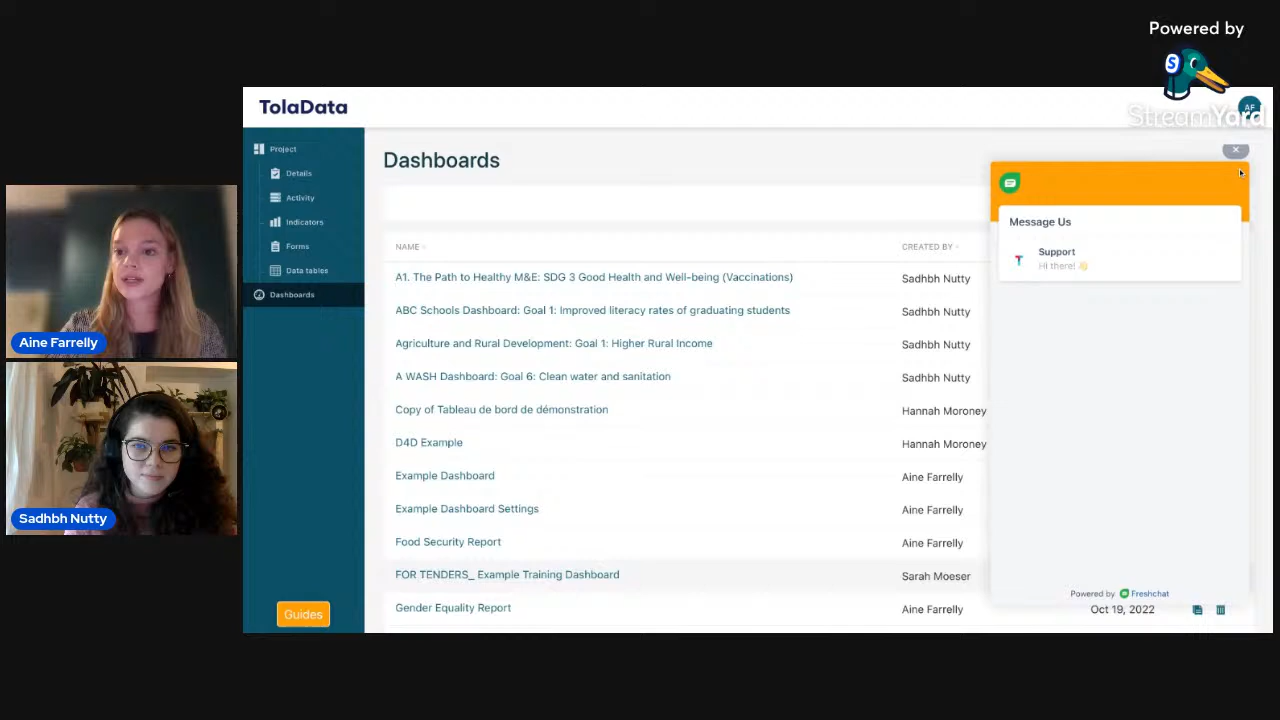 Powered by
S
StreamYard
TolaData
AF
Project
Details
Activity
Indicators
Forms
Data tables
Dashboards
Guides
Dashboards
NAME
CREATED BY
A1. The Path to Healthy M&E: SDG 3 Good Health and Well-being (Vaccinations)
Sadhbh Nutty
ABC Schools Dashboard: Goal 1: Improved literacy rates of graduating students
Sadhbh Nutty
Agriculture and Rural Development: Goal 1: Higher Rural Income
Sadhbh Nutty
A WASH Dashboard: Goal 6: Clean water and sanitation
Sadhbh Nutty
Copy of Tableau de bord de démonstration
Hannah Moroney
D4D Example
Hannah Moroney
Example Dashboard
Aine Farrelly
Example Dashboard Settings
Aine Farrelly
Food Security Report
Aine Farrelly
FOR TENDERS_ Example Training Dashboard
Sarah Moeser
Gender Equality Report
Aine Farrelly
Oct 19, 2022
Message Us
T
Support
Hi there! 👋
Powered by Freshchat
Aine Farrelly
Sadhbh Nutty